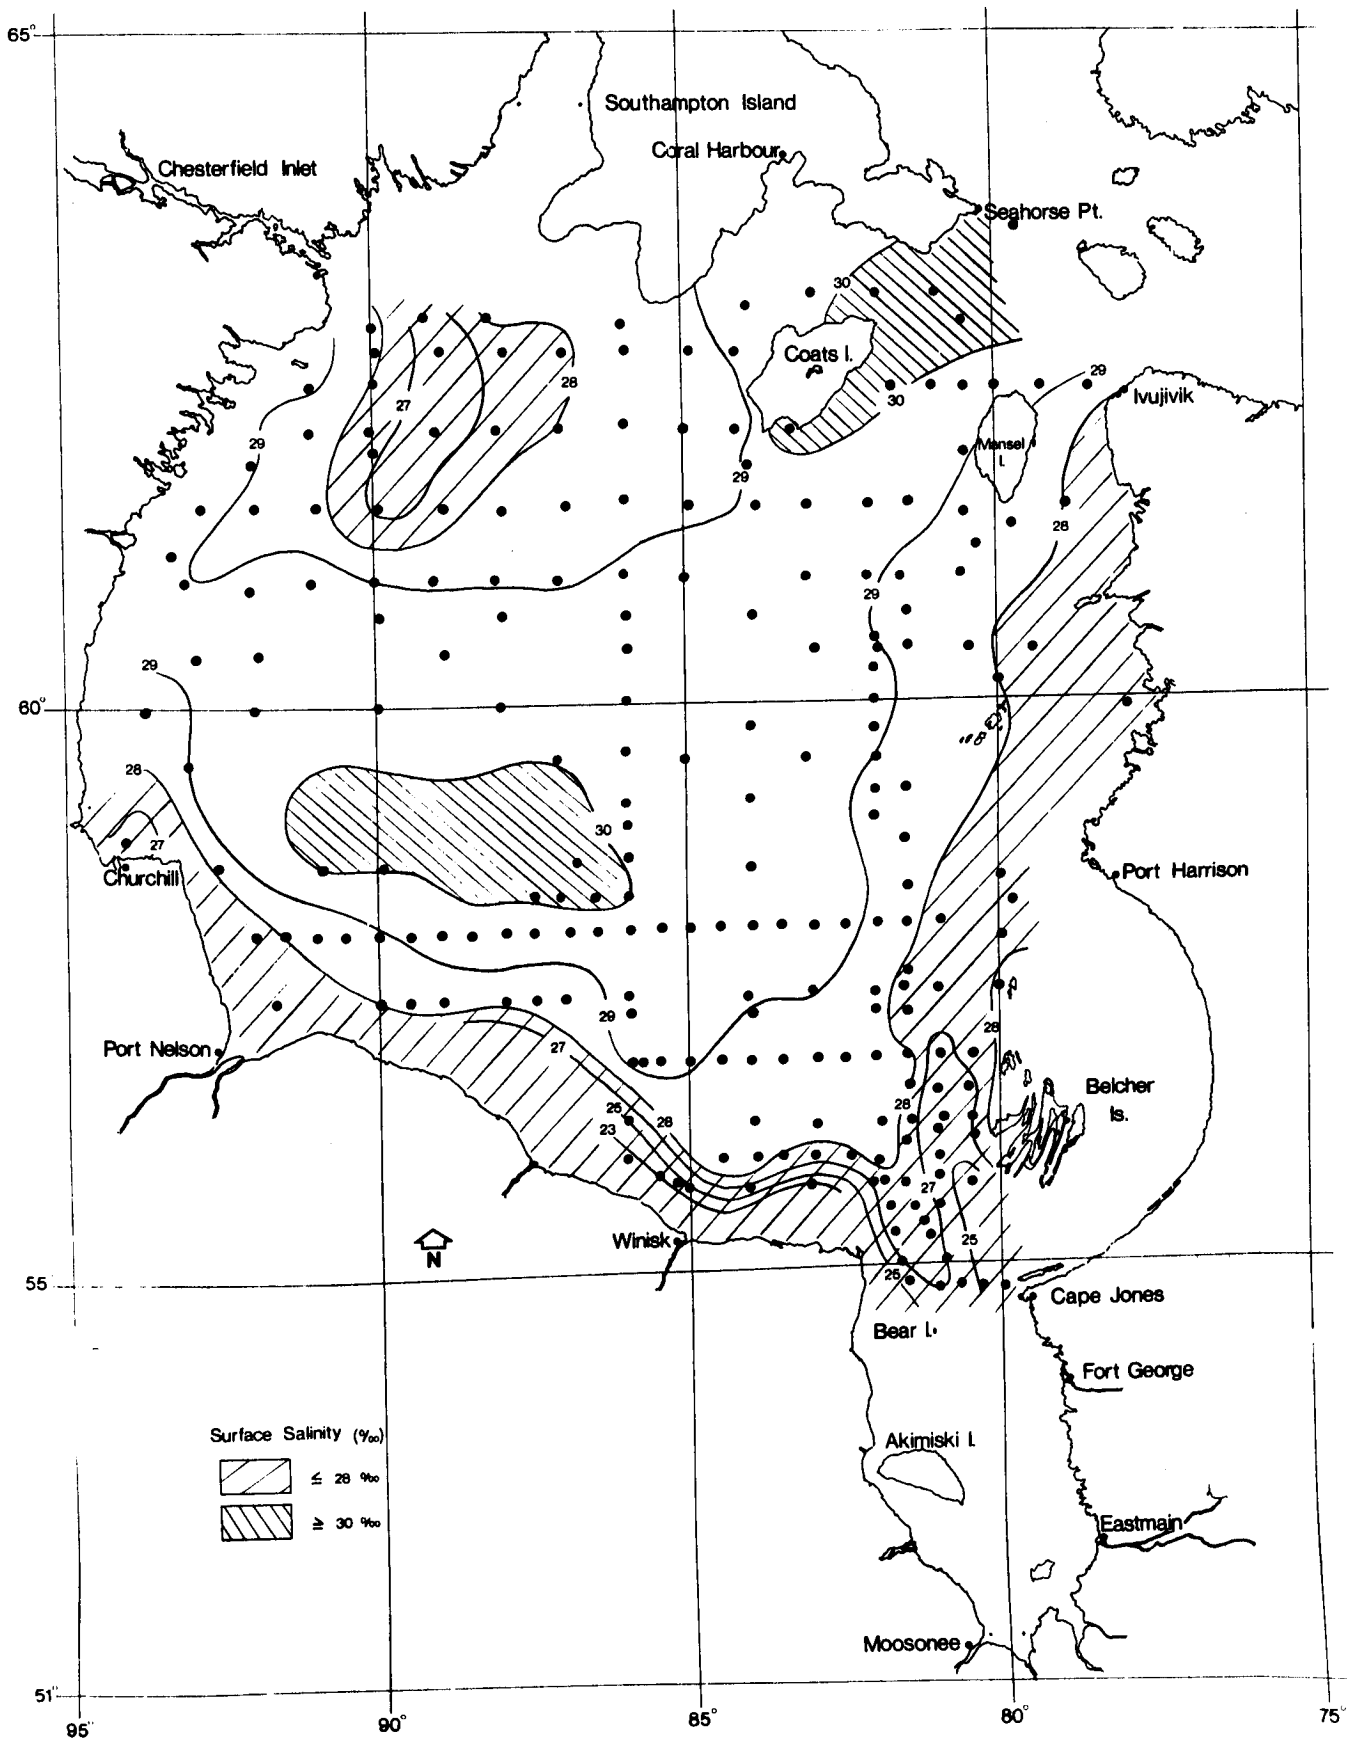 65°
Southampton Island
Coral Harbour
Chesterfield Inlet
Seahorse Pt.
30
Coats I.
28
29
27
30
Ivujivik
29
Mansel
I.
29
28
29
29
60°
28
30
27
Churchill
Port Harrison
29
28
Port Nelson
27
Belcher
Is.
25
28
28
23
27
Winisk
25
N
25
55
Cape Jones
Bear I.
Fort George
Surface Salinity (‰)
Akimiski I.
≤ 28 ‰
≥ 30 ‰
Eastmain
Moosonee
51°
95°
90°
85°
80°
75°